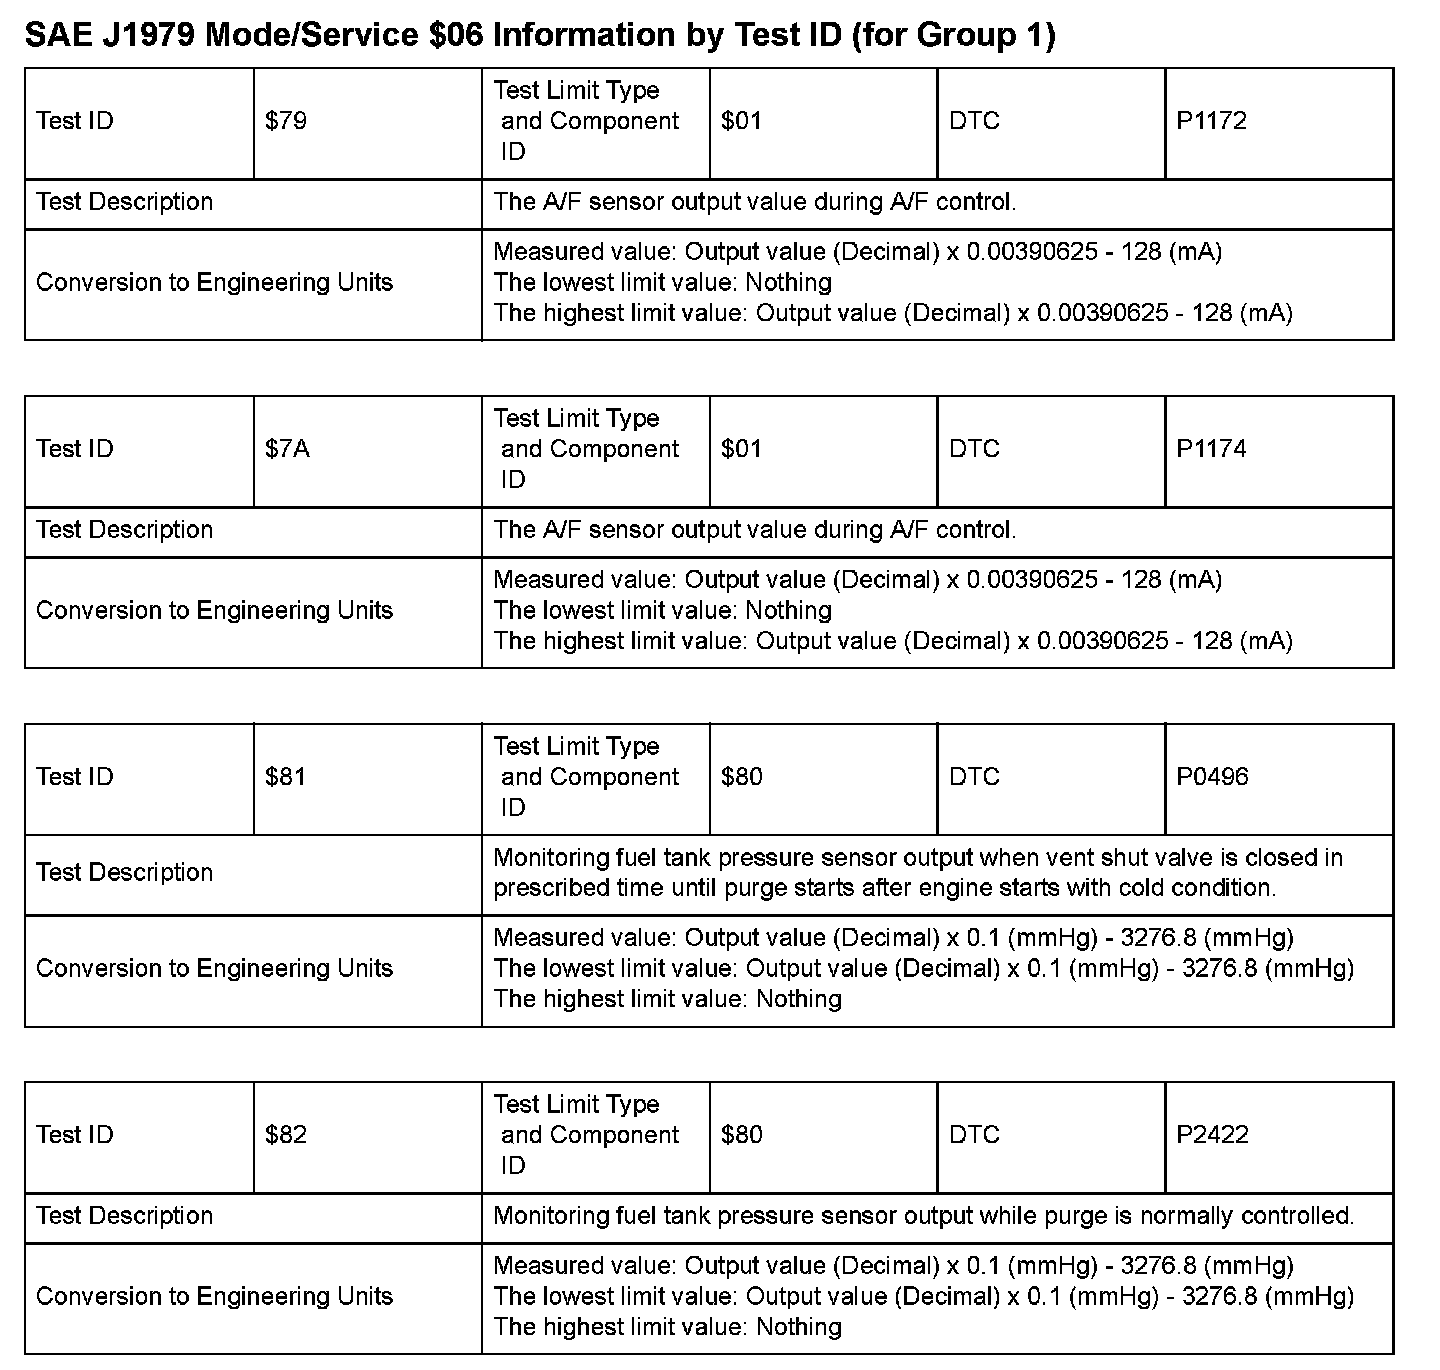 SAE J1979 Mode/Service $06 Information by Test ID (for Group 1)
Test ID
$79
Test Limit Type
and Component
ID
$01
DTC
P1172
Test Description
The A/F sensor output value during A/F control.
Conversion to Engineering Units
Measured value: Output value (Decimal) x 0.00390625 - 128 (mA)
The lowest limit value: Nothing
The highest limit value: Output value (Decimal) x 0.00390625 - 128 (mA)
Test ID
$7A
Test Limit Type
and Component
ID
$01
DTC
P1174
Test Description
The A/F sensor output value during A/F control.
Conversion to Engineering Units
Measured value: Output value (Decimal) x 0.00390625 - 128 (mA)
The lowest limit value: Nothing
The highest limit value: Output value (Decimal) x 0.00390625 - 128 (mA)
Test ID
$81
Test Limit Type
and Component
ID
$80
DTC
P0496
Test Description
Monitoring fuel tank pressure sensor output when vent shut valve is closed in
prescribed time until purge starts after engine starts with cold condition.
Conversion to Engineering Units
Measured value: Output value (Decimal) x 0.1 (mmHg) - 3276.8 (mmHg)
The lowest limit value: Output value (Decimal) x 0.1 (mmHg) - 3276.8 (mmHg)
The highest limit value: Nothing
Test ID
$82
Test Limit Type
and Component
ID
$80
DTC
P2422
Test Description
Monitoring fuel tank pressure sensor output while purge is normally controlled.
Conversion to Engineering Units
Measured value: Output value (Decimal) x 0.1 (mmHg) - 3276.8 (mmHg)
The lowest limit value: Output value (Decimal) x 0.1 (mmHg) - 3276.8 (mmHg)
The highest limit value: Nothing